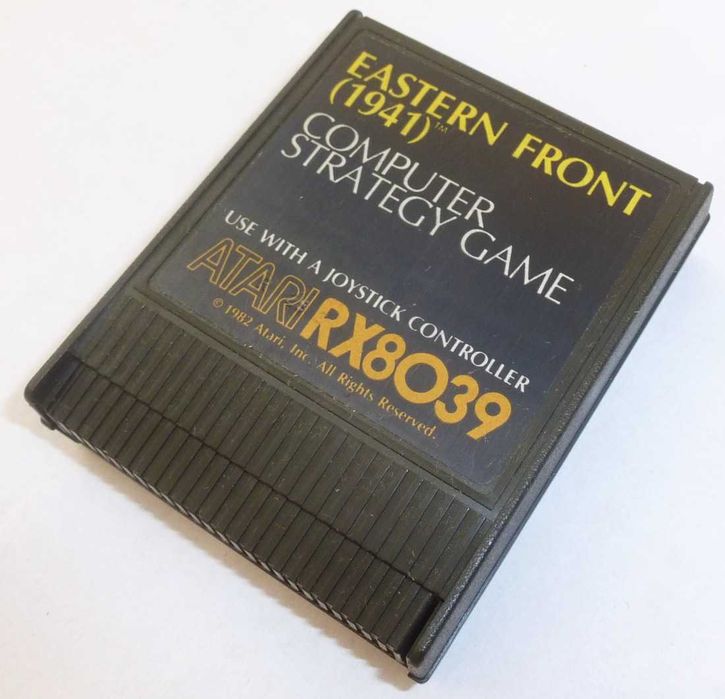 EASTERN FRONT
(1941)™
COMPUTER
STRATEGY GAME
USE WITH A JOYSTICK CONTROLLER
ATARI® RX8039
© 1982 Atari, Inc. All Rights Reserved.